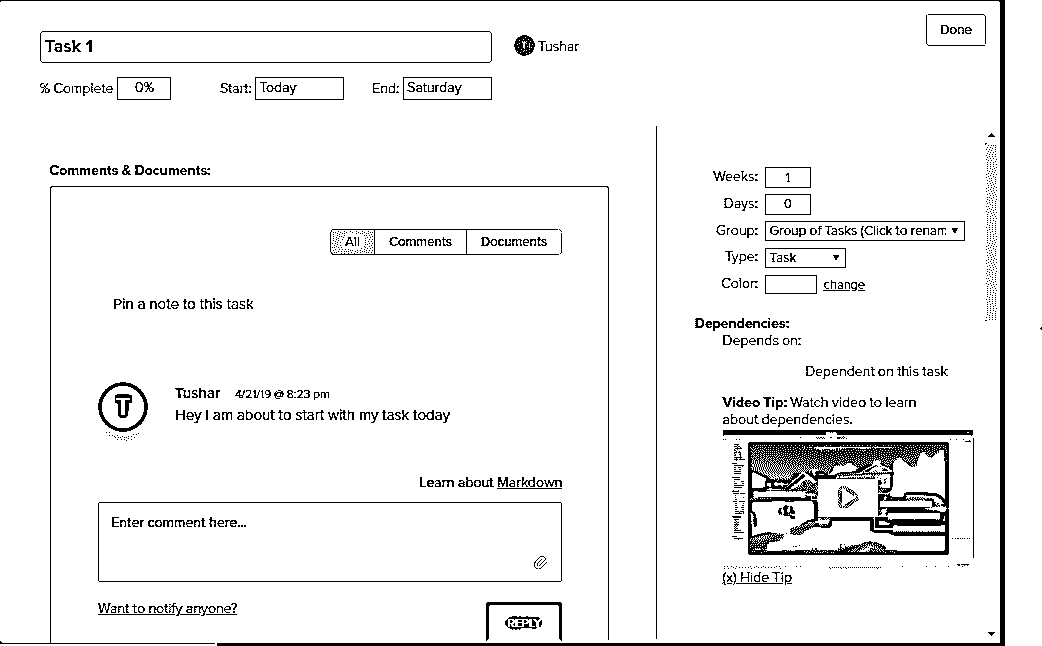 Task 1
T Tushar
Done
% Complete 0%
Start: Today
End: Saturday
Comments & Documents:
All Comments Documents
Pin a note to this task
T
Tushar 4/21/19 @ 8:23 pm
Hey I am about to start with my task today
Learn about Markdown
Enter comment here...
Want to notify anyone?
REPLY
Weeks: 1
Days: 0
Group: Group of Tasks (Click to renam
Type: Task
Color: change
Dependencies:
Depends on:
Dependent on this task
Video Tip: Watch video to learn
about dependencies.
(x) Hide Tip